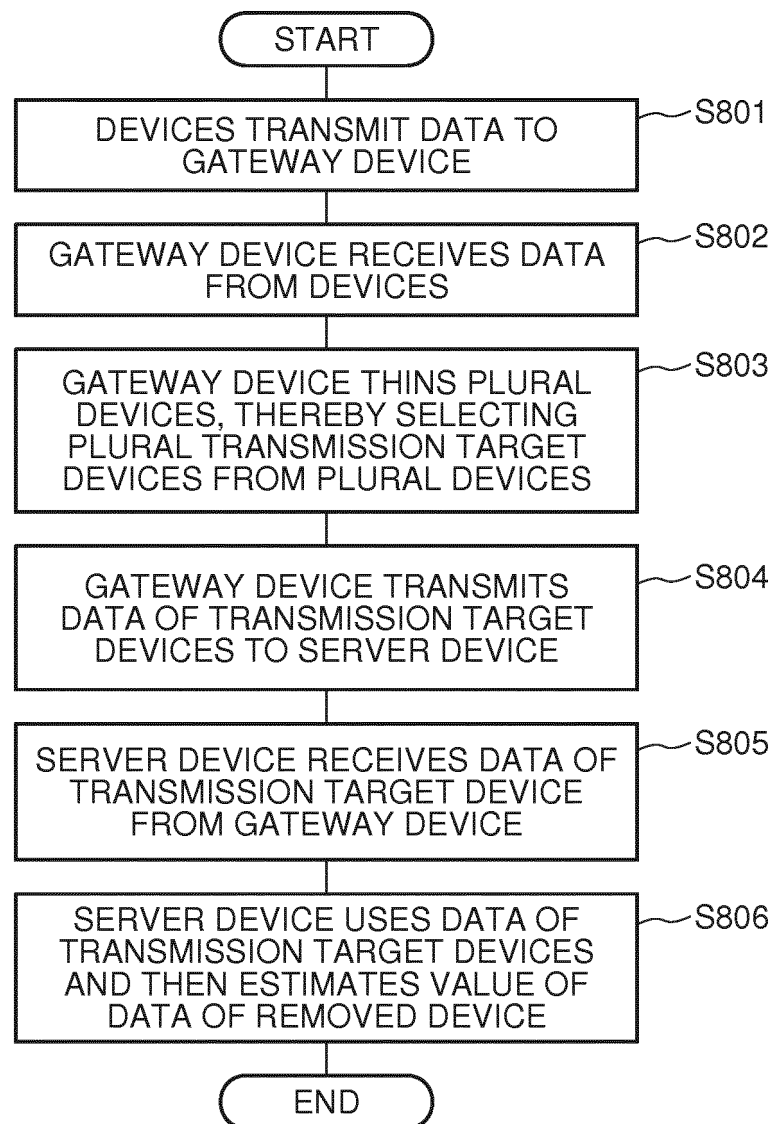 START
DEVICES TRANSMIT DATA TO
GATEWAY DEVICE
S801
GATEWAY DEVICE RECEIVES DATA
FROM DEVICES
S802
GATEWAY DEVICE THINS PLURAL
DEVICES, THEREBY SELECTING
PLURAL TRANSMISSION TARGET
DEVICES FROM PLURAL DEVICES
S803
GATEWAY DEVICE TRANSMITS
DATA OF TRANSMISSION TARGET
DEVICES TO SERVER DEVICE
S804
SERVER DEVICE RECEIVES DATA OF
TRANSMISSION TARGET DEVICE
FROM GATEWAY DEVICE
S805
SERVER DEVICE USES DATA OF
TRANSMISSION TARGET DEVICES
AND THEN ESTIMATES VALUE OF
DATA OF REMOVED DEVICE
S806
END